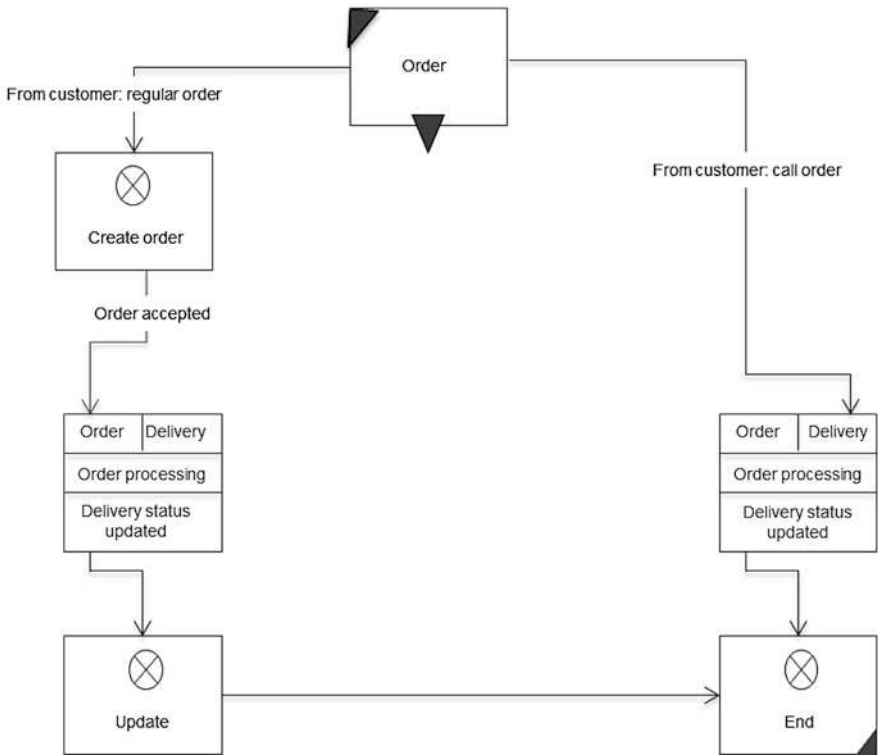 Order
From customer: regular order
From customer: call order
Create order
Order accepted
Order Delivery
Order processing
Delivery status
updated
Order Delivery
Order processing
Delivery status
updated
Update
End